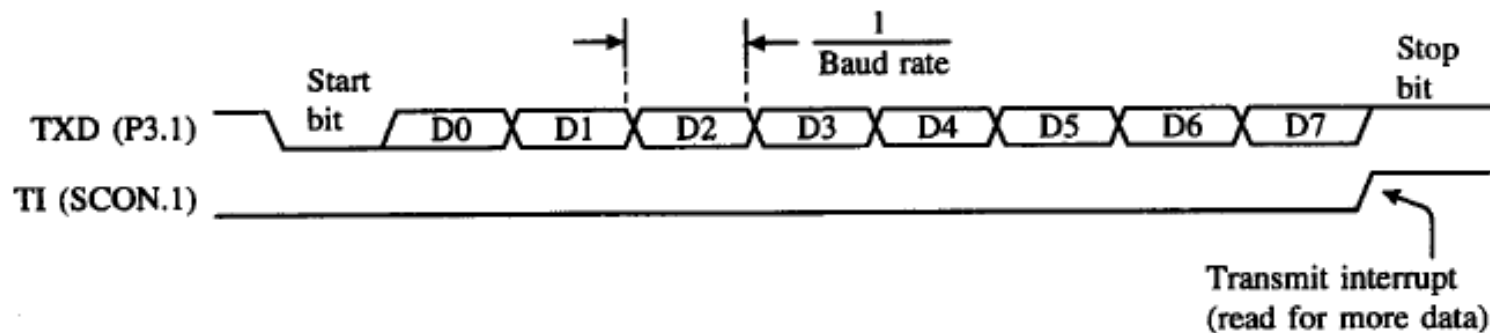 1
Baud rate
Stop
bit
Start
bit
TXD (P3.1)
D0 D1 D2 D3 D4 D5 D6 D7
TI (SCON.1)
Transmit interrupt
(read for more data)